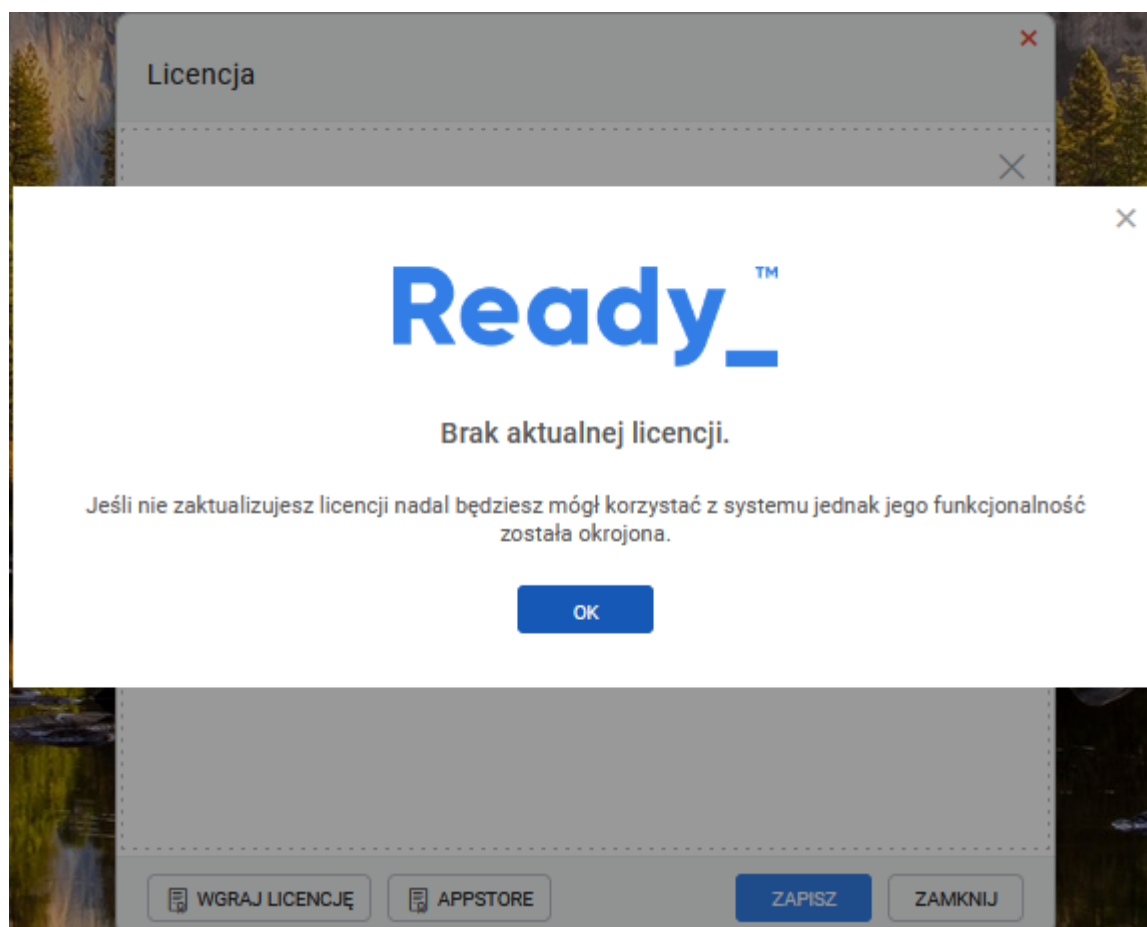 Licencja
Ready_™
Brak aktualnej licencji.
Jeśli nie zaktualizujesz licencji nadal będziesz mógł korzystać z systemu jednak jego funkcjonalność
została okrojona.
OK
WGRAJ LICENCJĘ APPSTORE ZAPISZ ZAMKNIJ